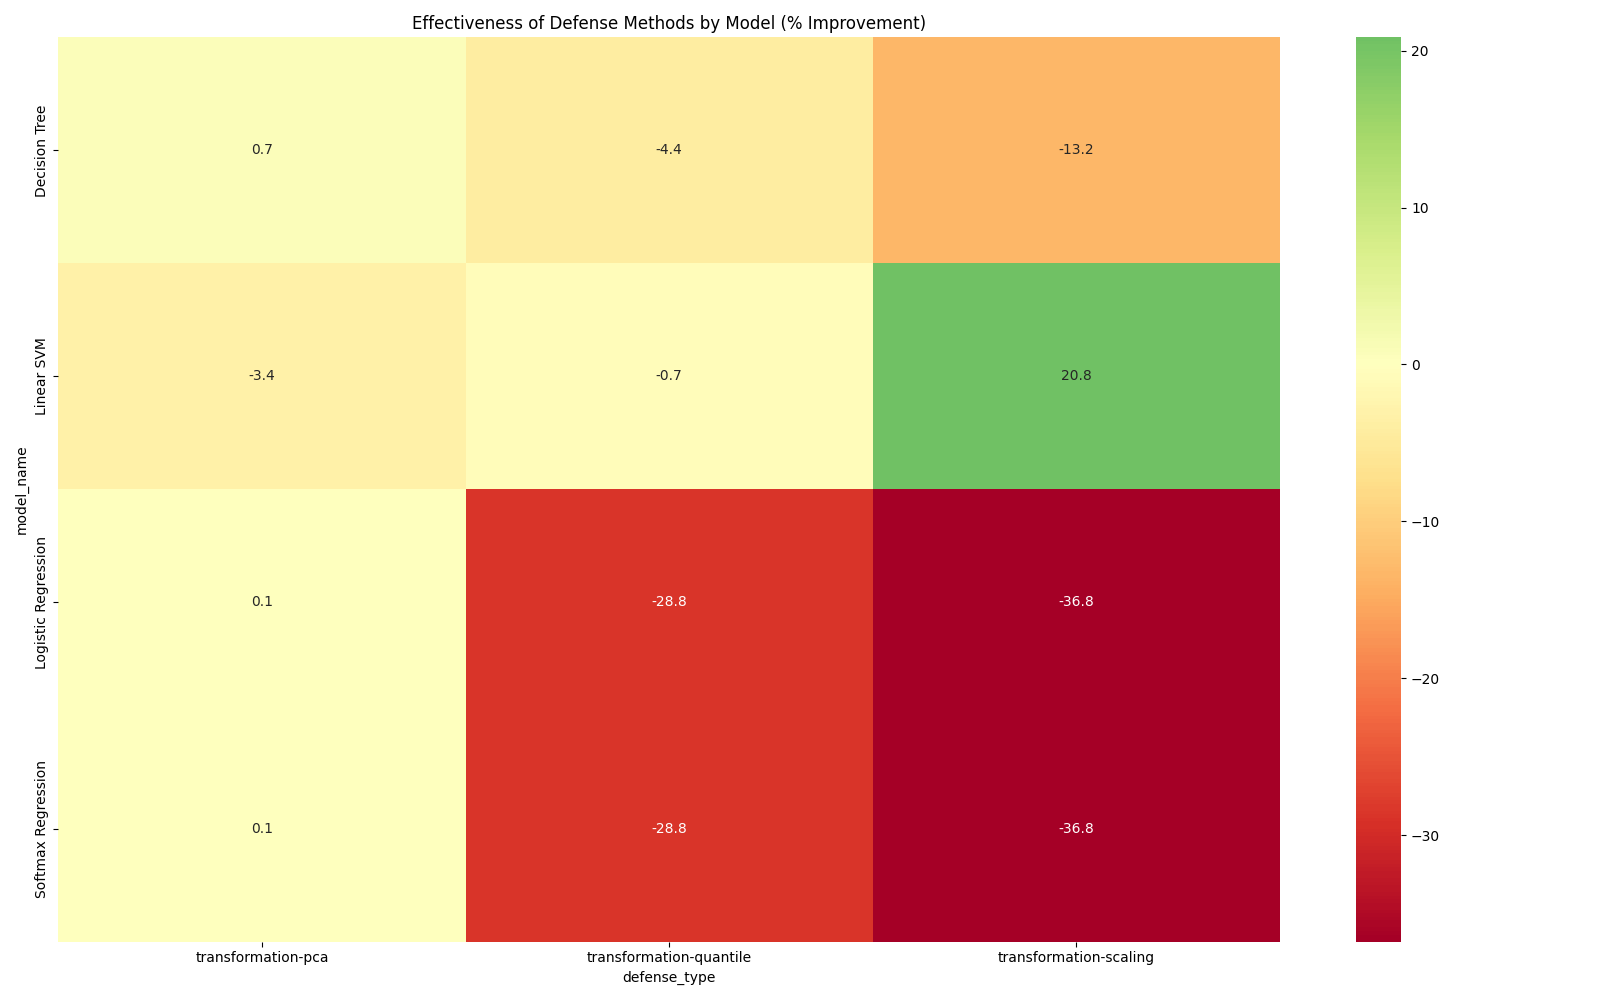 Effectiveness of Defense Methods by Model (% Improvement)
model_name
Decision Tree
0.7
-4.4
-13.2
Linear SVM
-3.4
-0.7
20.8
Logistic Regression
0.1
-28.8
-36.8
Softmax Regression
0.1
-28.8
-36.8
transformation-pca
transformation-quantile
transformation-scaling
defense_type
20
10
0
−10
−20
−30